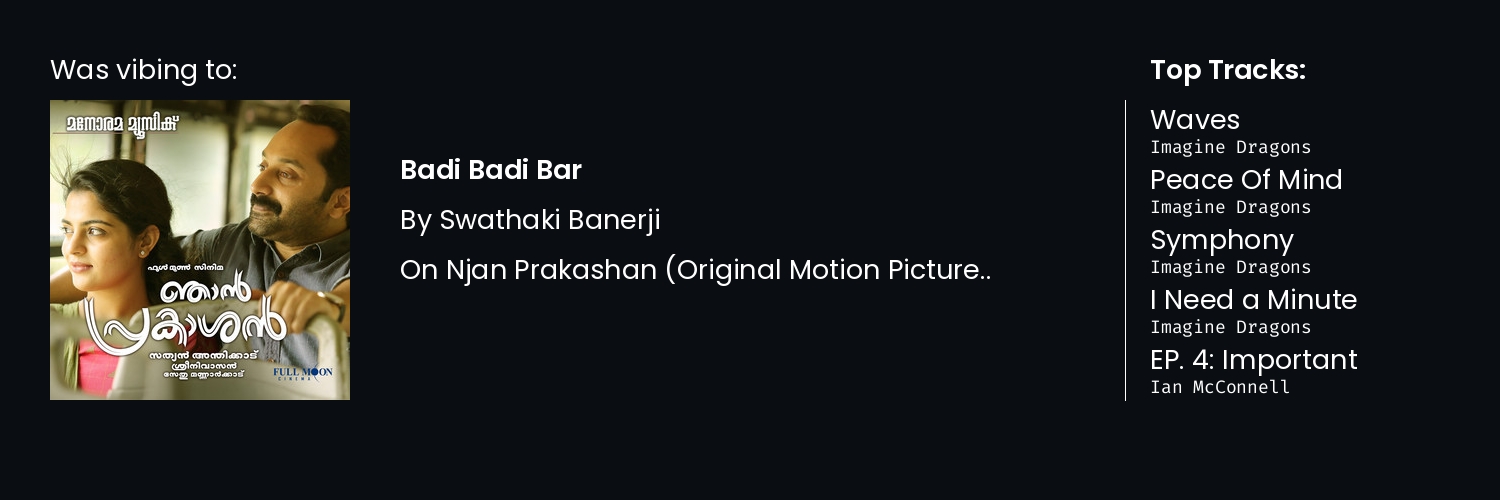 Was vibing to:
മനോരമ മ്യൂസിക്ക്
ഫുൾ മൂൺ സിനിമ
ഞാൻ
പ്രകാശൻ
സത്യൻ അന്തിക്കാട്
ശ്രീനിവാസൻ
സേതു മണ്ണാർക്കാട്
FULL MOON
CINEMA
Badi Badi Bar
By Swathaki Banerji
On Njan Prakashan (Original Motion Picture..
Top Tracks:
Waves
Imagine Dragons
Peace Of Mind
Imagine Dragons
Symphony
Imagine Dragons
I Need a Minute
Imagine Dragons
EP. 4: Important
Ian McConnell